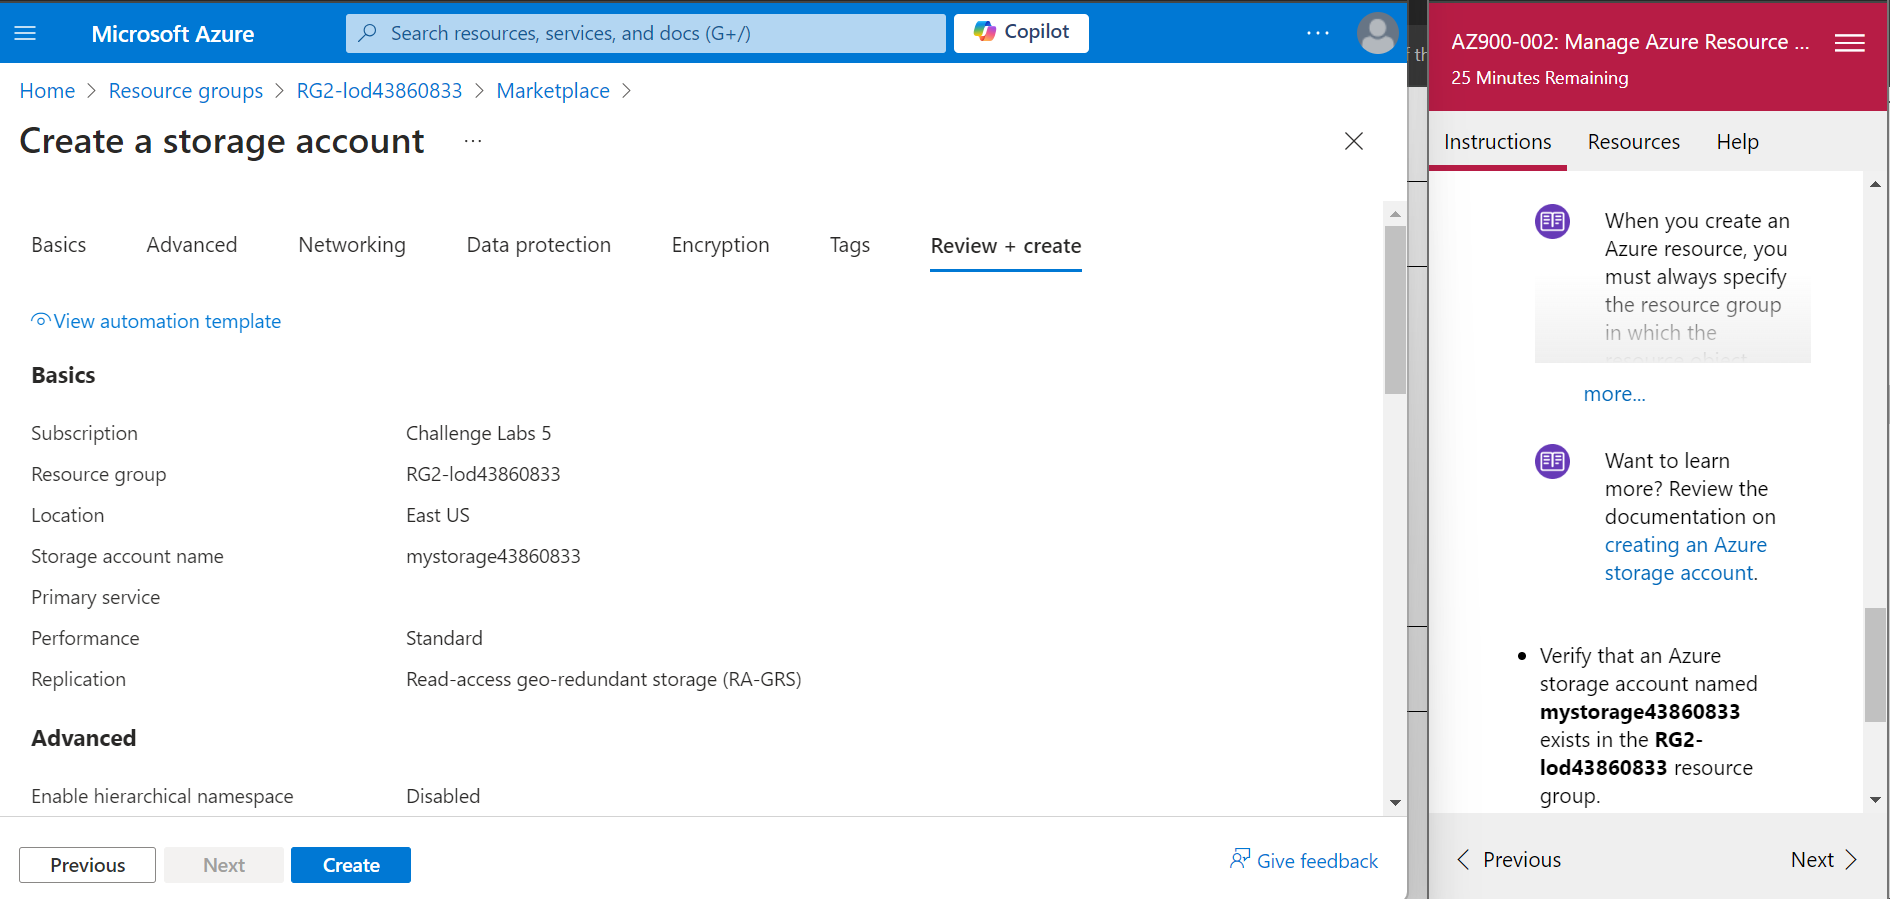 Microsoft Azure
Search resources, services, and docs (G+/)
Copilot
Home > Resource groups > RG2-lod43860833 > Marketplace >
Create a storage account
Basics
Advanced
Networking
Data protection
Encryption
Tags
Review + create
View automation template
Basics
Subscription Challenge Labs 5
Resource group RG2-lod43860833
Location East US
Storage account name mystorage43860833
Primary service
Performance Standard
Replication Read-access geo-redundant storage (RA-GRS)
Advanced
Enable hierarchical namespace Disabled
Previous
Next
Create
Give feedback
AZ900-002: Manage Azure Resource ...
25 Minutes Remaining
Instructions
Resources
Help
When you create an
Azure resource, you
must always specify
the resource group
in which the
resource object
more...
Want to learn
more? Review the
documentation on
creating an Azure
storage account.
• Verify that an Azure
storage account named
mystorage43860833
exists in the RG2-
lod43860833 resource
group.
< Previous
Next >